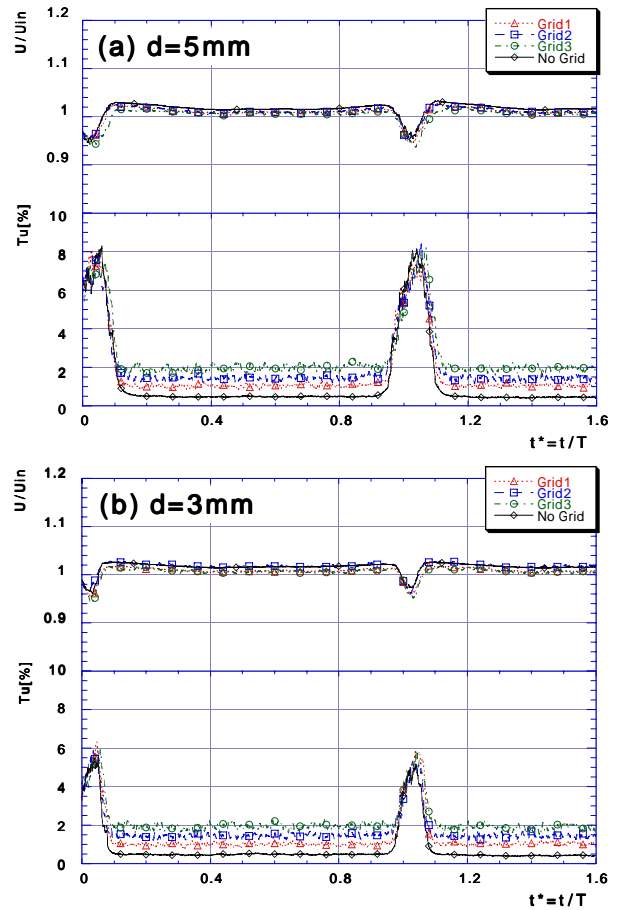 U/Uin
1.2
1.1
1
0.9
(a) d=5mm
Grid1
Grid2
Grid3
No Grid
Tu[%]
10
8
6
4
2
0
0.0 0.4 0.8 1.2 1.6
t*=t/T
U/Uin
1.2
1.1
1
0.9
(b) d=3mm
Grid1
Grid2
Grid3
No Grid
Tu[%]
10
8
6
4
2
0
0.0 0.4 0.8 1.2 1.6
t*=t/T